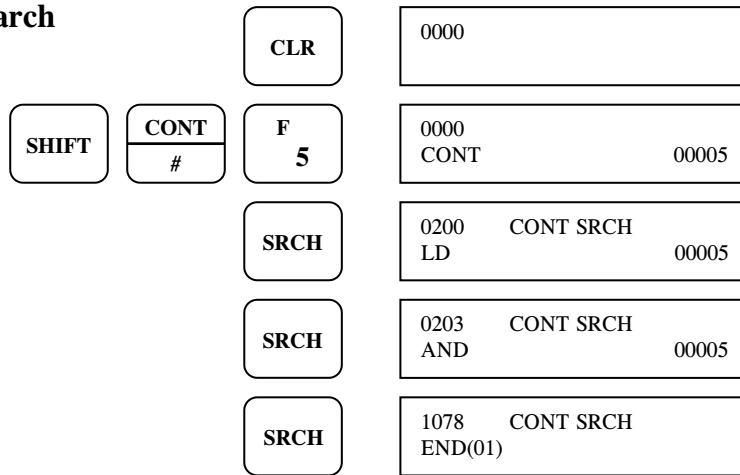 arch
CLR
0000
SHIFT CONT # F 5
0000
CONT 00005
SRCH
0200 CONT SRCH
LD 00005
SRCH
0203 CONT SRCH
AND 00005
SRCH
1078 CONT SRCH
END(01)